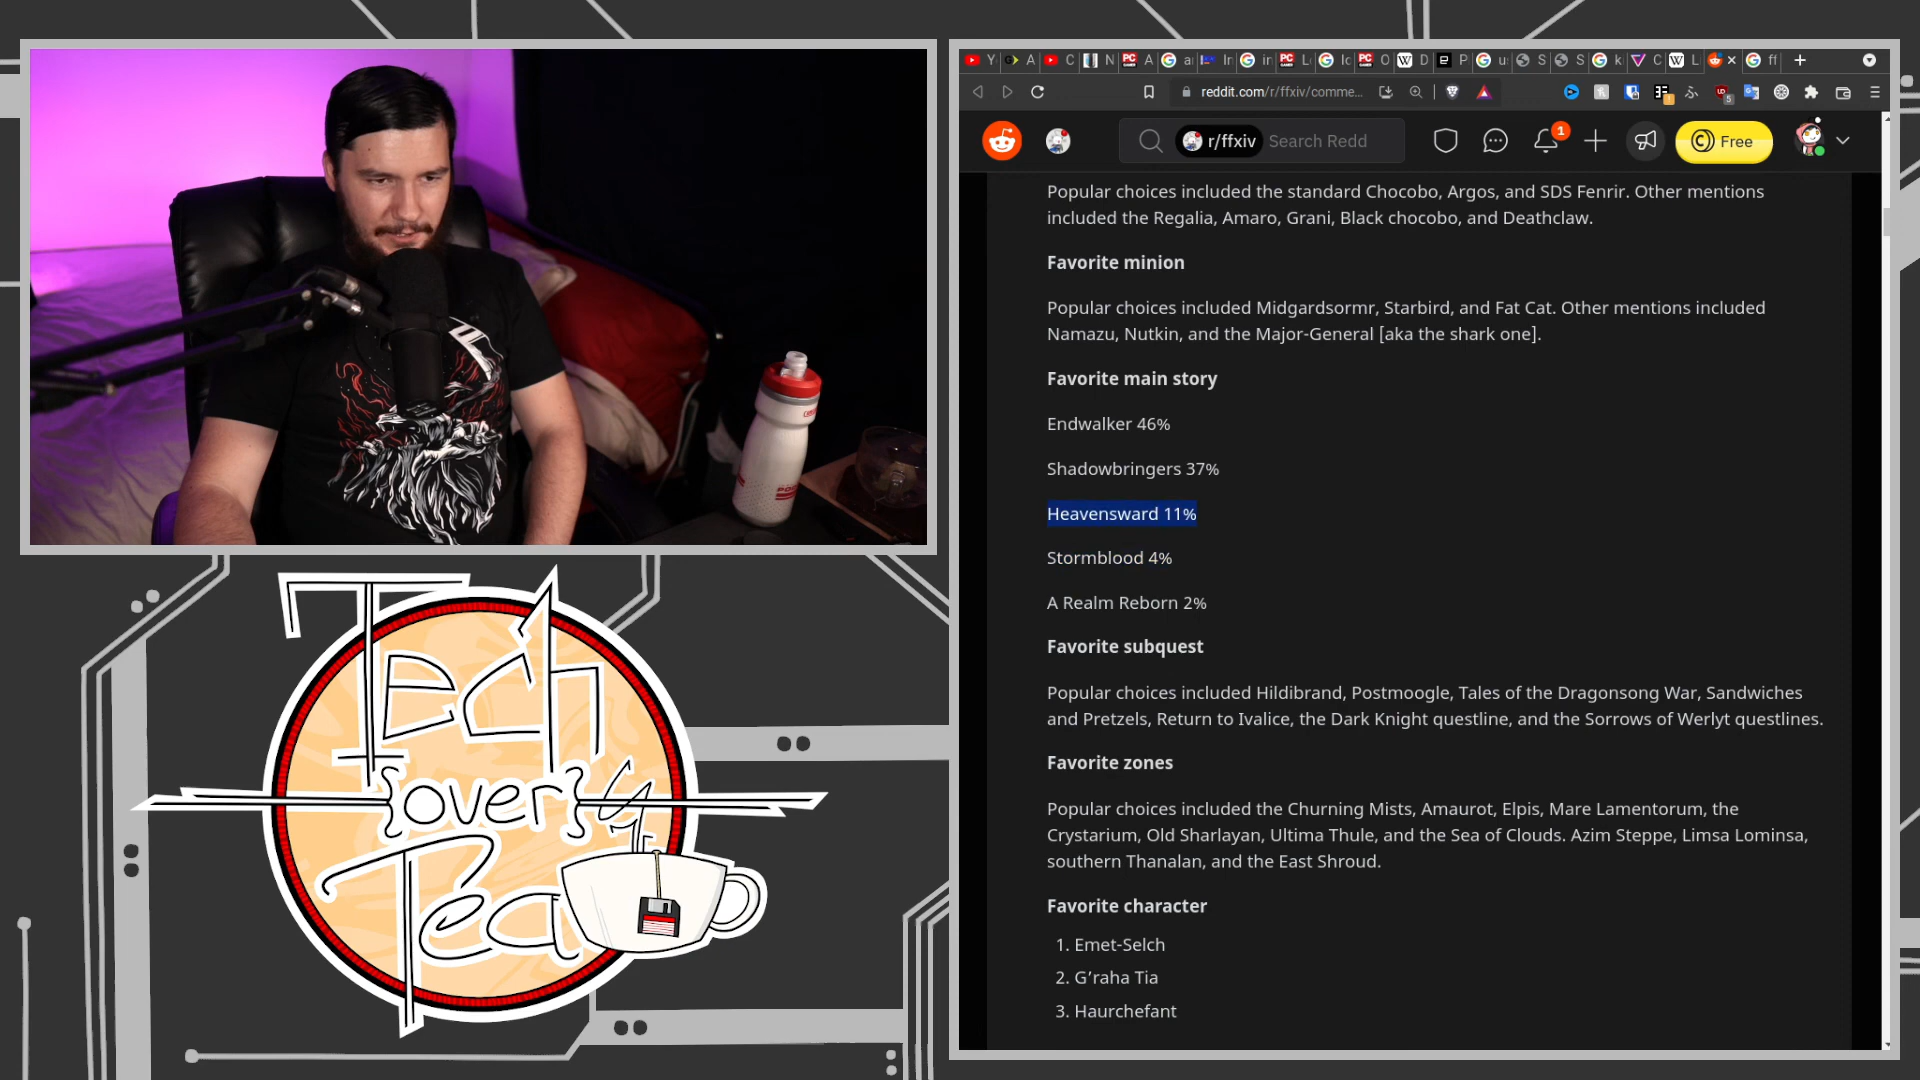 Y
A
C
N
A
a
In
in
L
Ic
O
D
P
u
S
S
k
C
L
ff
reddit.com/r/ffxiv/comme...
r/ffxiv
Search Redd
1
Free
Popular choices included the standard Chocobo, Argos, and SDS Fenrir. Other mentions
included the Regalia, Amaro, Grani, Black chocobo, and Deathclaw.
Favorite minion
Popular choices included Midgardsormr, Starbird, and Fat Cat. Other mentions included
Namazu, Nutkin, and the Major-General [aka the shark one].
Favorite main story
Endwalker 46%
Shadowbringers 37%
Heavensward 11%
Stormblood 4%
A Realm Reborn 2%
Favorite subquest
Popular choices included Hildibrand, Postmoogle, Tales of the Dragonsong War, Sandwiches
and Pretzels, Return to Ivalice, the Dark Knight questline, and the Sorrows of Werlyt questlines.
Favorite zones
Popular choices included the Churning Mists, Amaurot, Elpis, Mare Lamentorum, the
Crystarium, Old Sharlayan, Ultima Thule, and the Sea of Clouds. Azim Steppe, Limsa Lominsa,
southern Thanalan, and the East Shroud.
Favorite character
1. Emet-Selch
2. G’raha Tia
3. Haurchefant
Tech
{over}
Tea